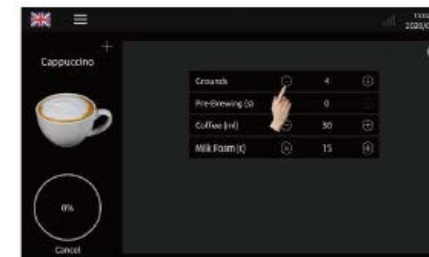 Cappuccino
Grounds 4
Pre-Brewing (s) 0
Coffee (ml) 30
Milk Foam (s) 15
0%
Cancel